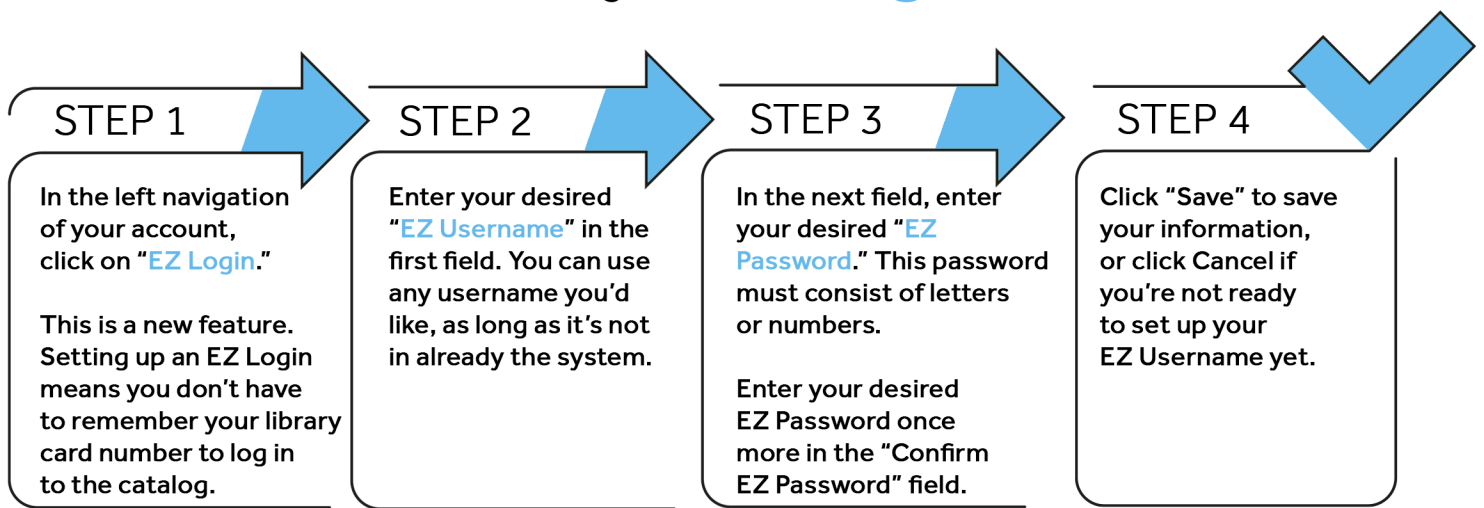 STEP 1
In the left navigation
of your account,
click on “EZ Login.”
This is a new feature.
Setting up an EZ Login
means you don’t have
to remember your library
card number to log in
to the catalog.
STEP 2
Enter your desired
“EZ Username” in the
first field. You can use
any username you’d
like, as long as it’s not
in already the system.
STEP 3
In the next field, enter
your desired “EZ
Password.” This password
must consist of letters
or numbers.
Enter your desired
EZ Password once
more in the “Confirm
EZ Password” field.
STEP 4
Click “Save” to save
your information,
or click Cancel if
you’re not ready
to set up your
EZ Username yet.